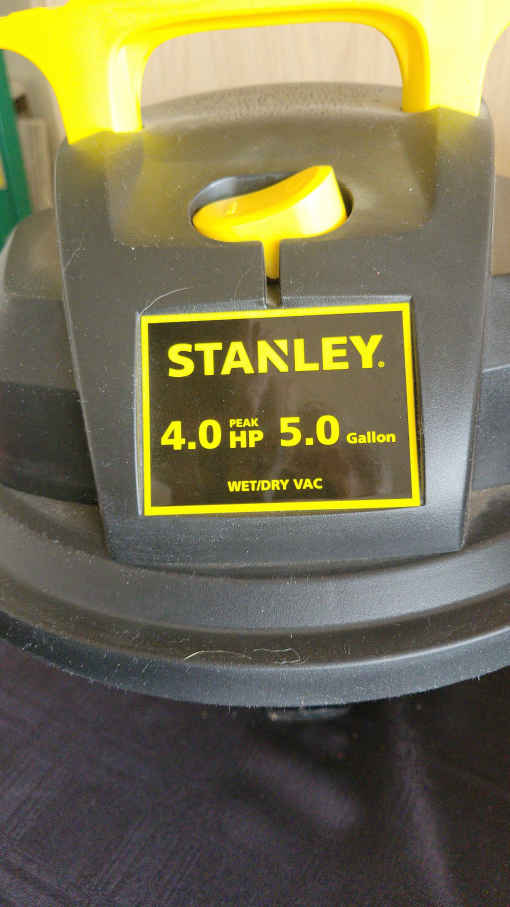 STANLEY®
4.0 PEAK HP 5.0 Gallon
WET/DRY VAC